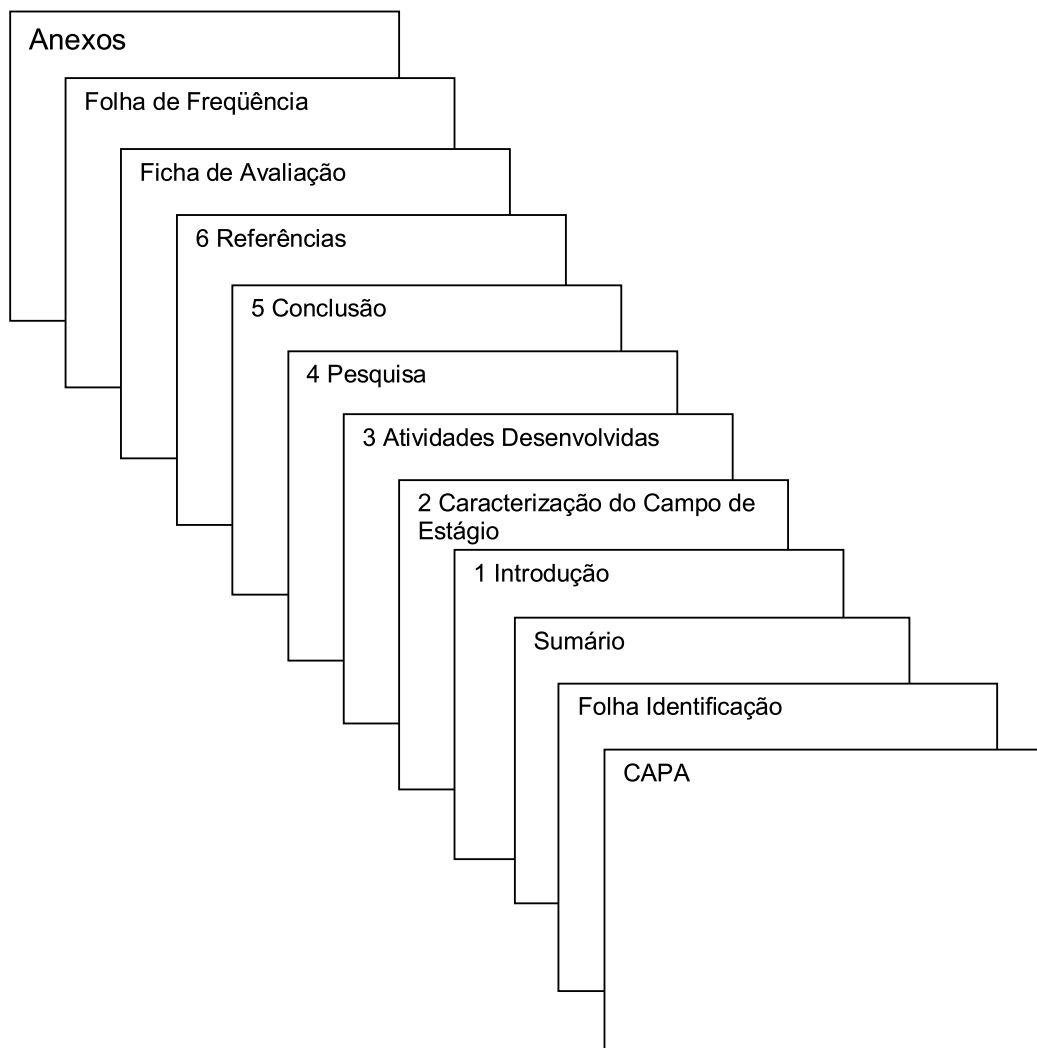 Anexos
Folha de Freqüência
Ficha de Avaliação
6 Referências
5 Conclusão
4 Pesquisa
3 Atividades Desenvolvidas
2 Caracterização do Campo de
Estágio
1 Introdução
Sumário
Folha Identificação
CAPA